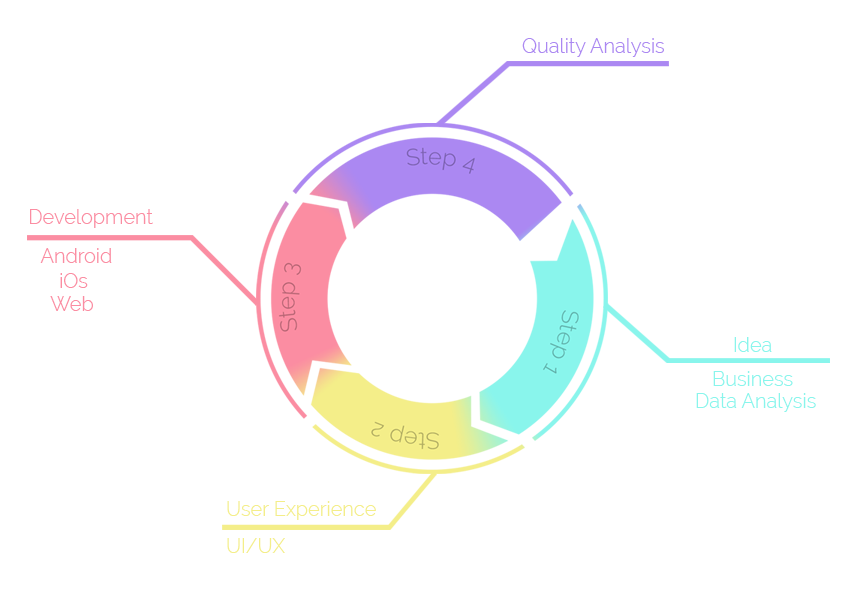 Quality Analysis
Step 4
Development
Android
iOs
Web
Step 3
Step 1
Idea
Business
Data Analysis
Step 2
User Experience
UI/UX